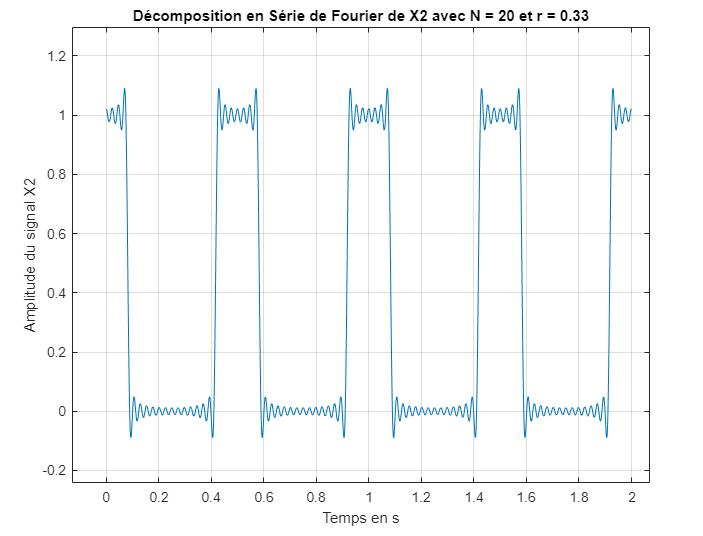 Décomposition en Série de Fourier de X2 avec N = 20 et r = 0.33
1.2
1
0.8
0.6
0.4
0.2
0
-0.2
Amplitude du signal X2
0 0.2 0.4 0.6 0.8 1 1.2 1.4 1.6 1.8 2
Temps en s